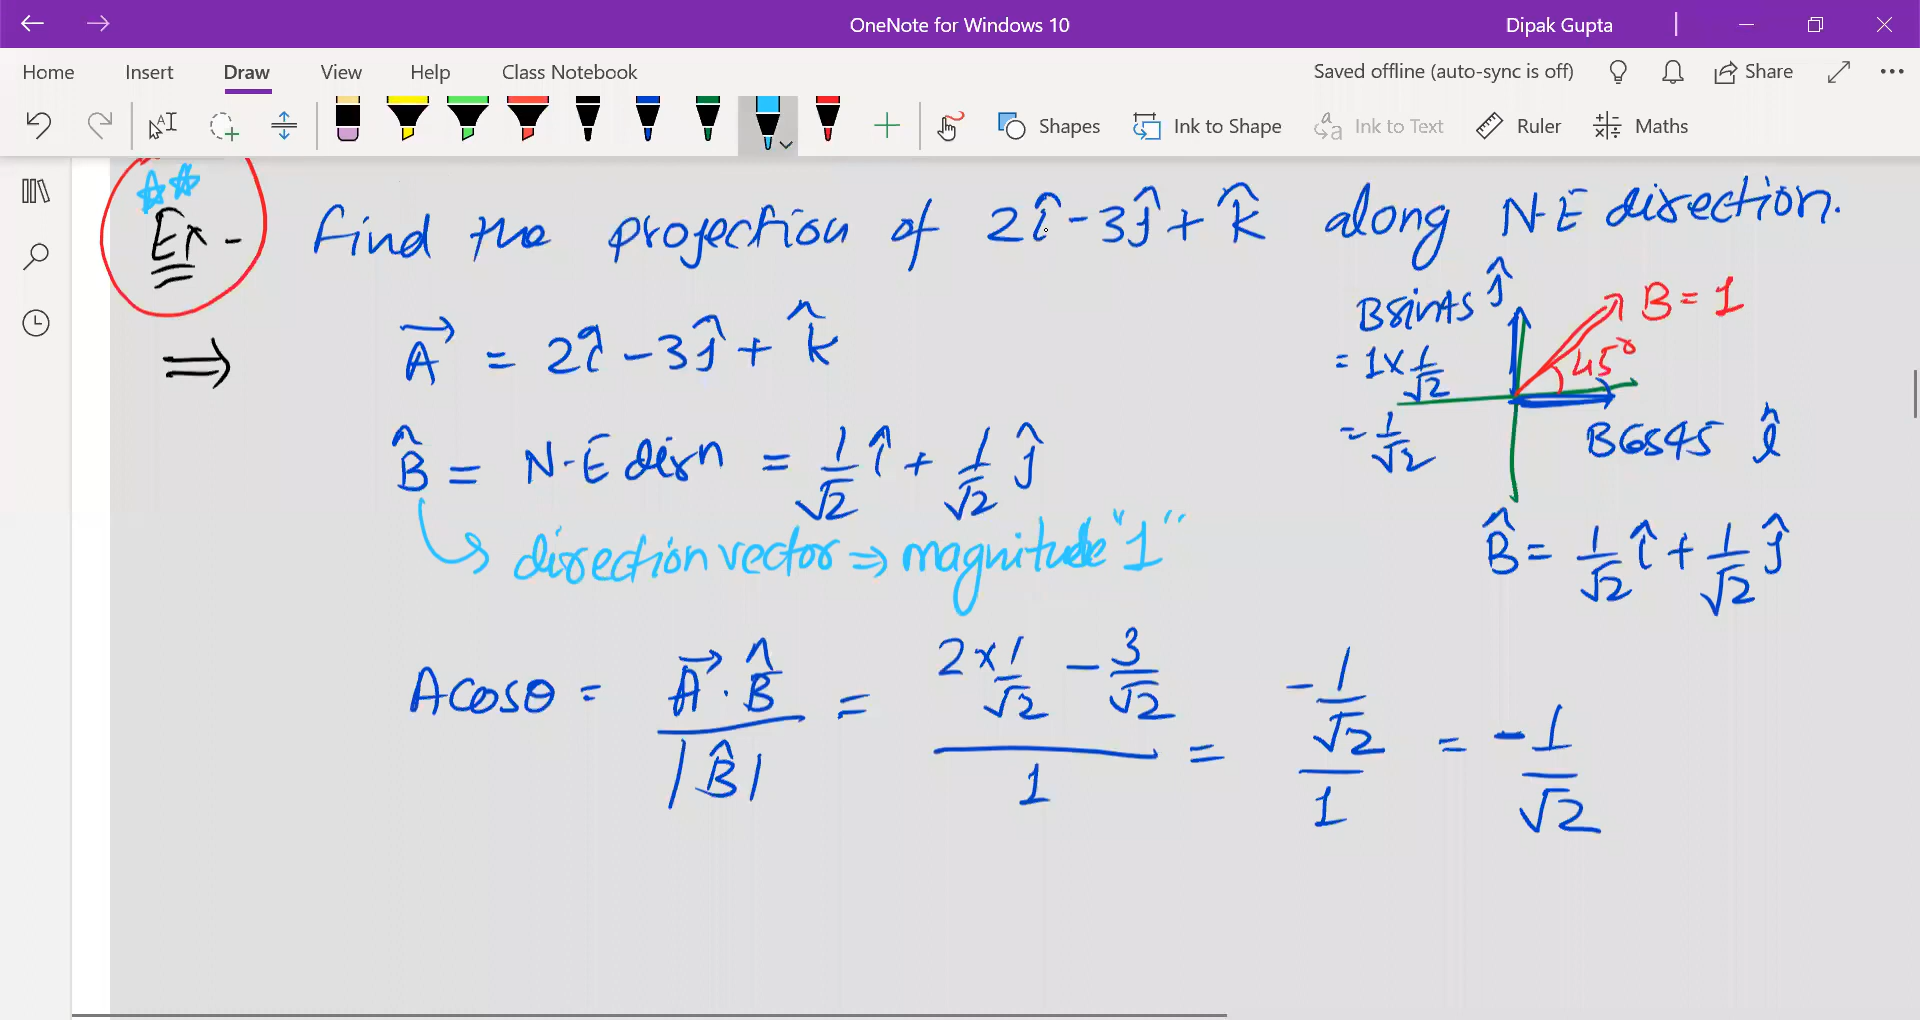 OneNote for Windows 10
Dipak Gupta
Home Insert Draw View Help Class Notebook
Saved offline (auto-sync is off) Share
Shapes Ink to Shape Ink to Text Ruler Maths
Ex - find the projection of 2î - 3ĵ + k̂ along N-E direction.
⇒ A⃗ = 2î - 3ĵ + k̂
B̂ = N-E dirn = 1/√2 î + 1/√2 ĵ
direction vector ⇒ magnitude "1"
B sin45 ĵ
= 1 × 1/√2
= 1/√2
B = 1
45°
B cos45 î
B̂ = 1/√2 î + 1/√2 ĵ
A cosθ = A⃗ . B̂ / |B̂| = (2 × 1/√2 - 3/√2) / 1 = (-1/√2) / 1 = -1/√2